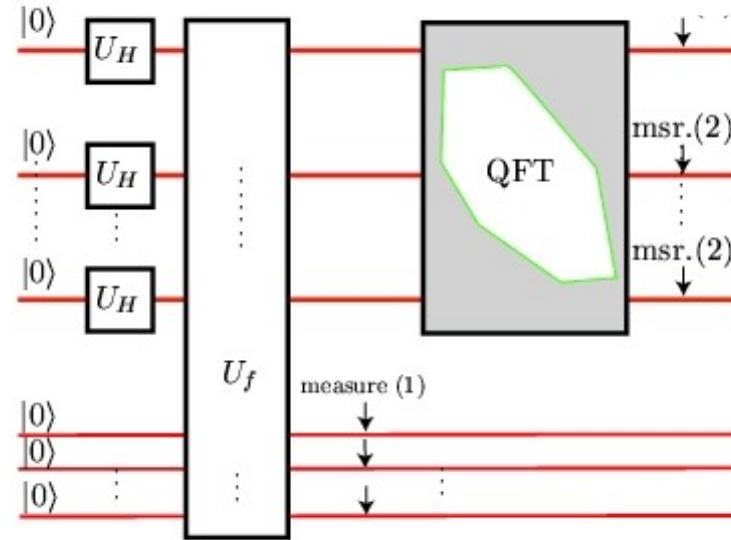 |0⟩
U_H
|0⟩
U_H
msr.(2)
QFT
|0⟩
U_H
msr.(2)
U_f
measure (1)
|0⟩
|0⟩
|0⟩